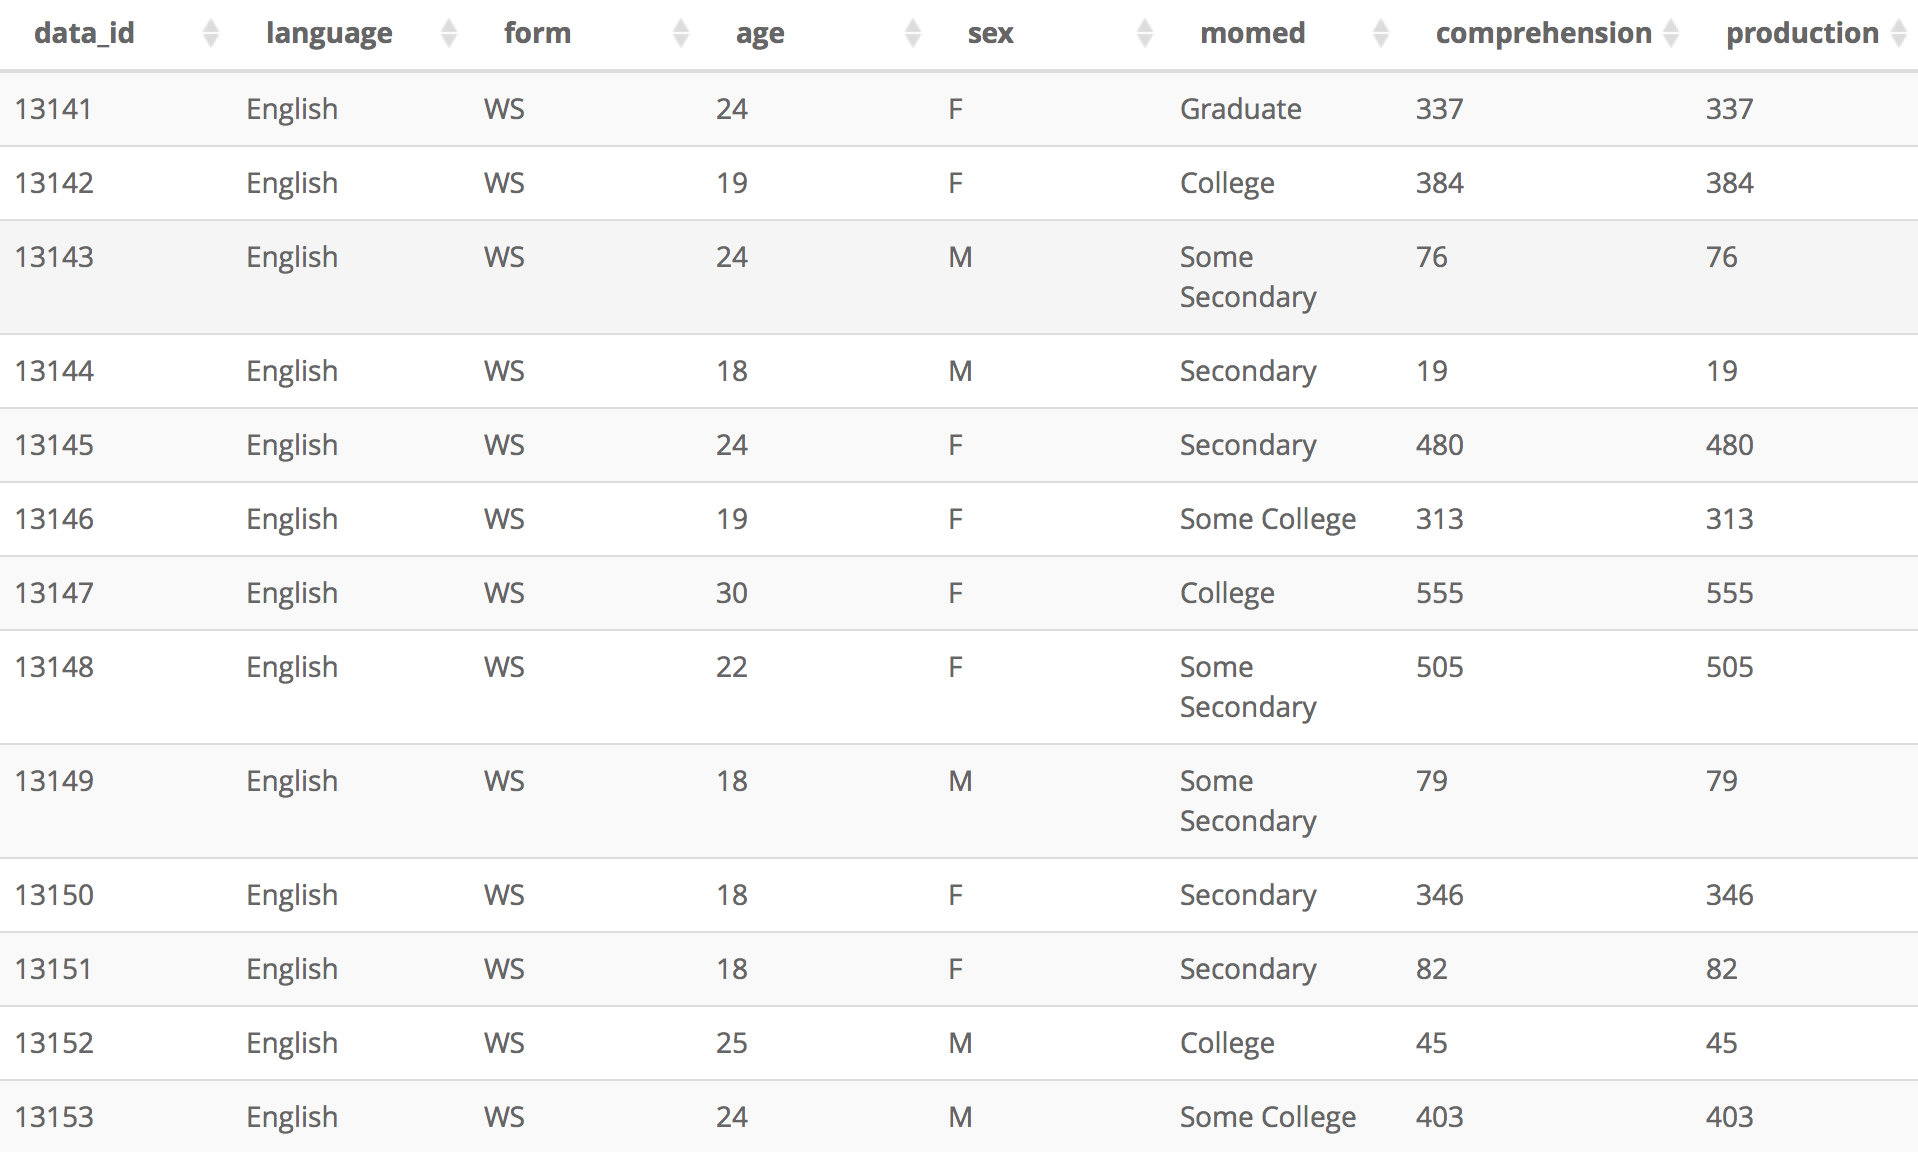 data_id language form age sex momed comprehension production
13141 English WS 24 F Graduate 337 337
13142 English WS 19 F College 384 384
13143 English WS 24 M Some 76 76
Secondary
13144 English WS 18 M Secondary 19 19
13145 English WS 24 F Secondary 480 480
13146 English WS 19 F Some College 313 313
13147 English WS 30 F College 555 555
13148 English WS 22 F Some 505 505
Secondary
13149 English WS 18 M Some 79 79
Secondary
13150 English WS 18 F Secondary 346 346
13151 English WS 18 F Secondary 82 82
13152 English WS 25 M College 45 45
13153 English WS 24 M Some College 403 403